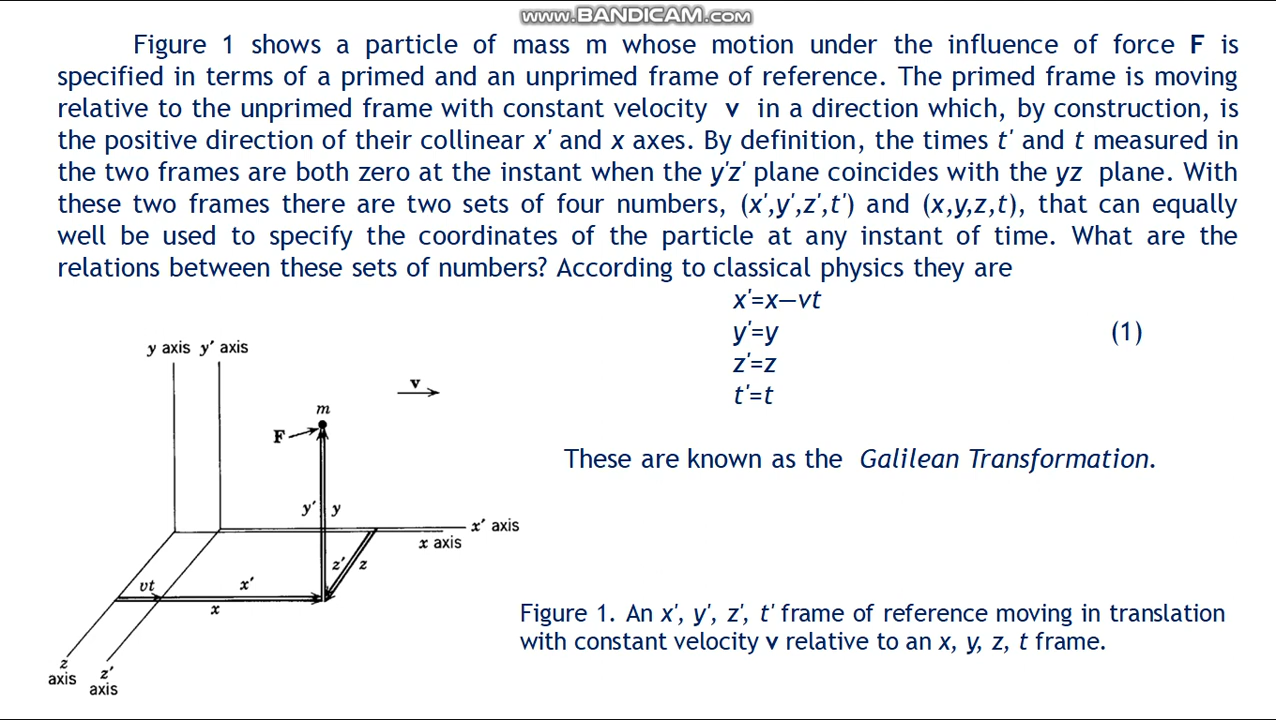 WWW.BANDICAM.COM
Figure 1 shows a particle of mass m whose motion under the influence of force F is
specified in terms of a primed and an unprimed frame of reference. The primed frame is moving
relative to the unprimed frame with constant velocity v in a direction which, by construction, is
the positive direction of their collinear x' and x axes. By definition, the times t' and t measured in
the two frames are both zero at the instant when the y'z' plane coincides with the yz plane. With
these two frames there are two sets of four numbers, (x',y',z',t') and (x,y,z,t), that can equally
well be used to specify the coordinates of the particle at any instant of time. What are the
relations between these sets of numbers? According to classical physics they are
x'=x—vt
y'=y (1)
z'=z
t'=t
These are known as the Galilean Transformation.
y axis y' axis
v
m
F
y' y
x' axis
x axis
z' z
vt x'
x
z
axis
z'
axis
Figure 1. An x', y', z', t' frame of reference moving in translation
with constant velocity v relative to an x, y, z, t frame.